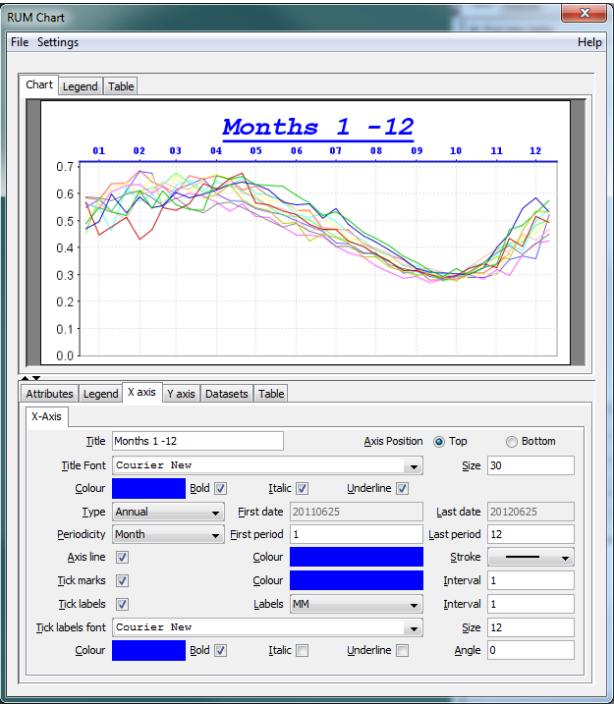 RUM Chart
File Settings Help
Chart Legend Table
Months 1 -12
01 02 03 04 05 06 07 08 09 10 11 12
0.7
0.6
0.5
0.4
0.3
0.2
0.1
0.0
Attributes Legend X axis Y axis Datasets Table
X-Axis
Title Months 1 -12 Axis Position Top Bottom
Title Font Courier New Size 30
Colour Bold Italic Underline
Type Annual First date 20110625 Last date 20120625
Periodicity Month First period 1 Last period 12
Axis line Colour Stroke
Tick marks Colour Interval 1
Tick labels Labels MM Interval 1
Tick labels font Courier New Size 12
Colour Bold Italic Underline Angle 0